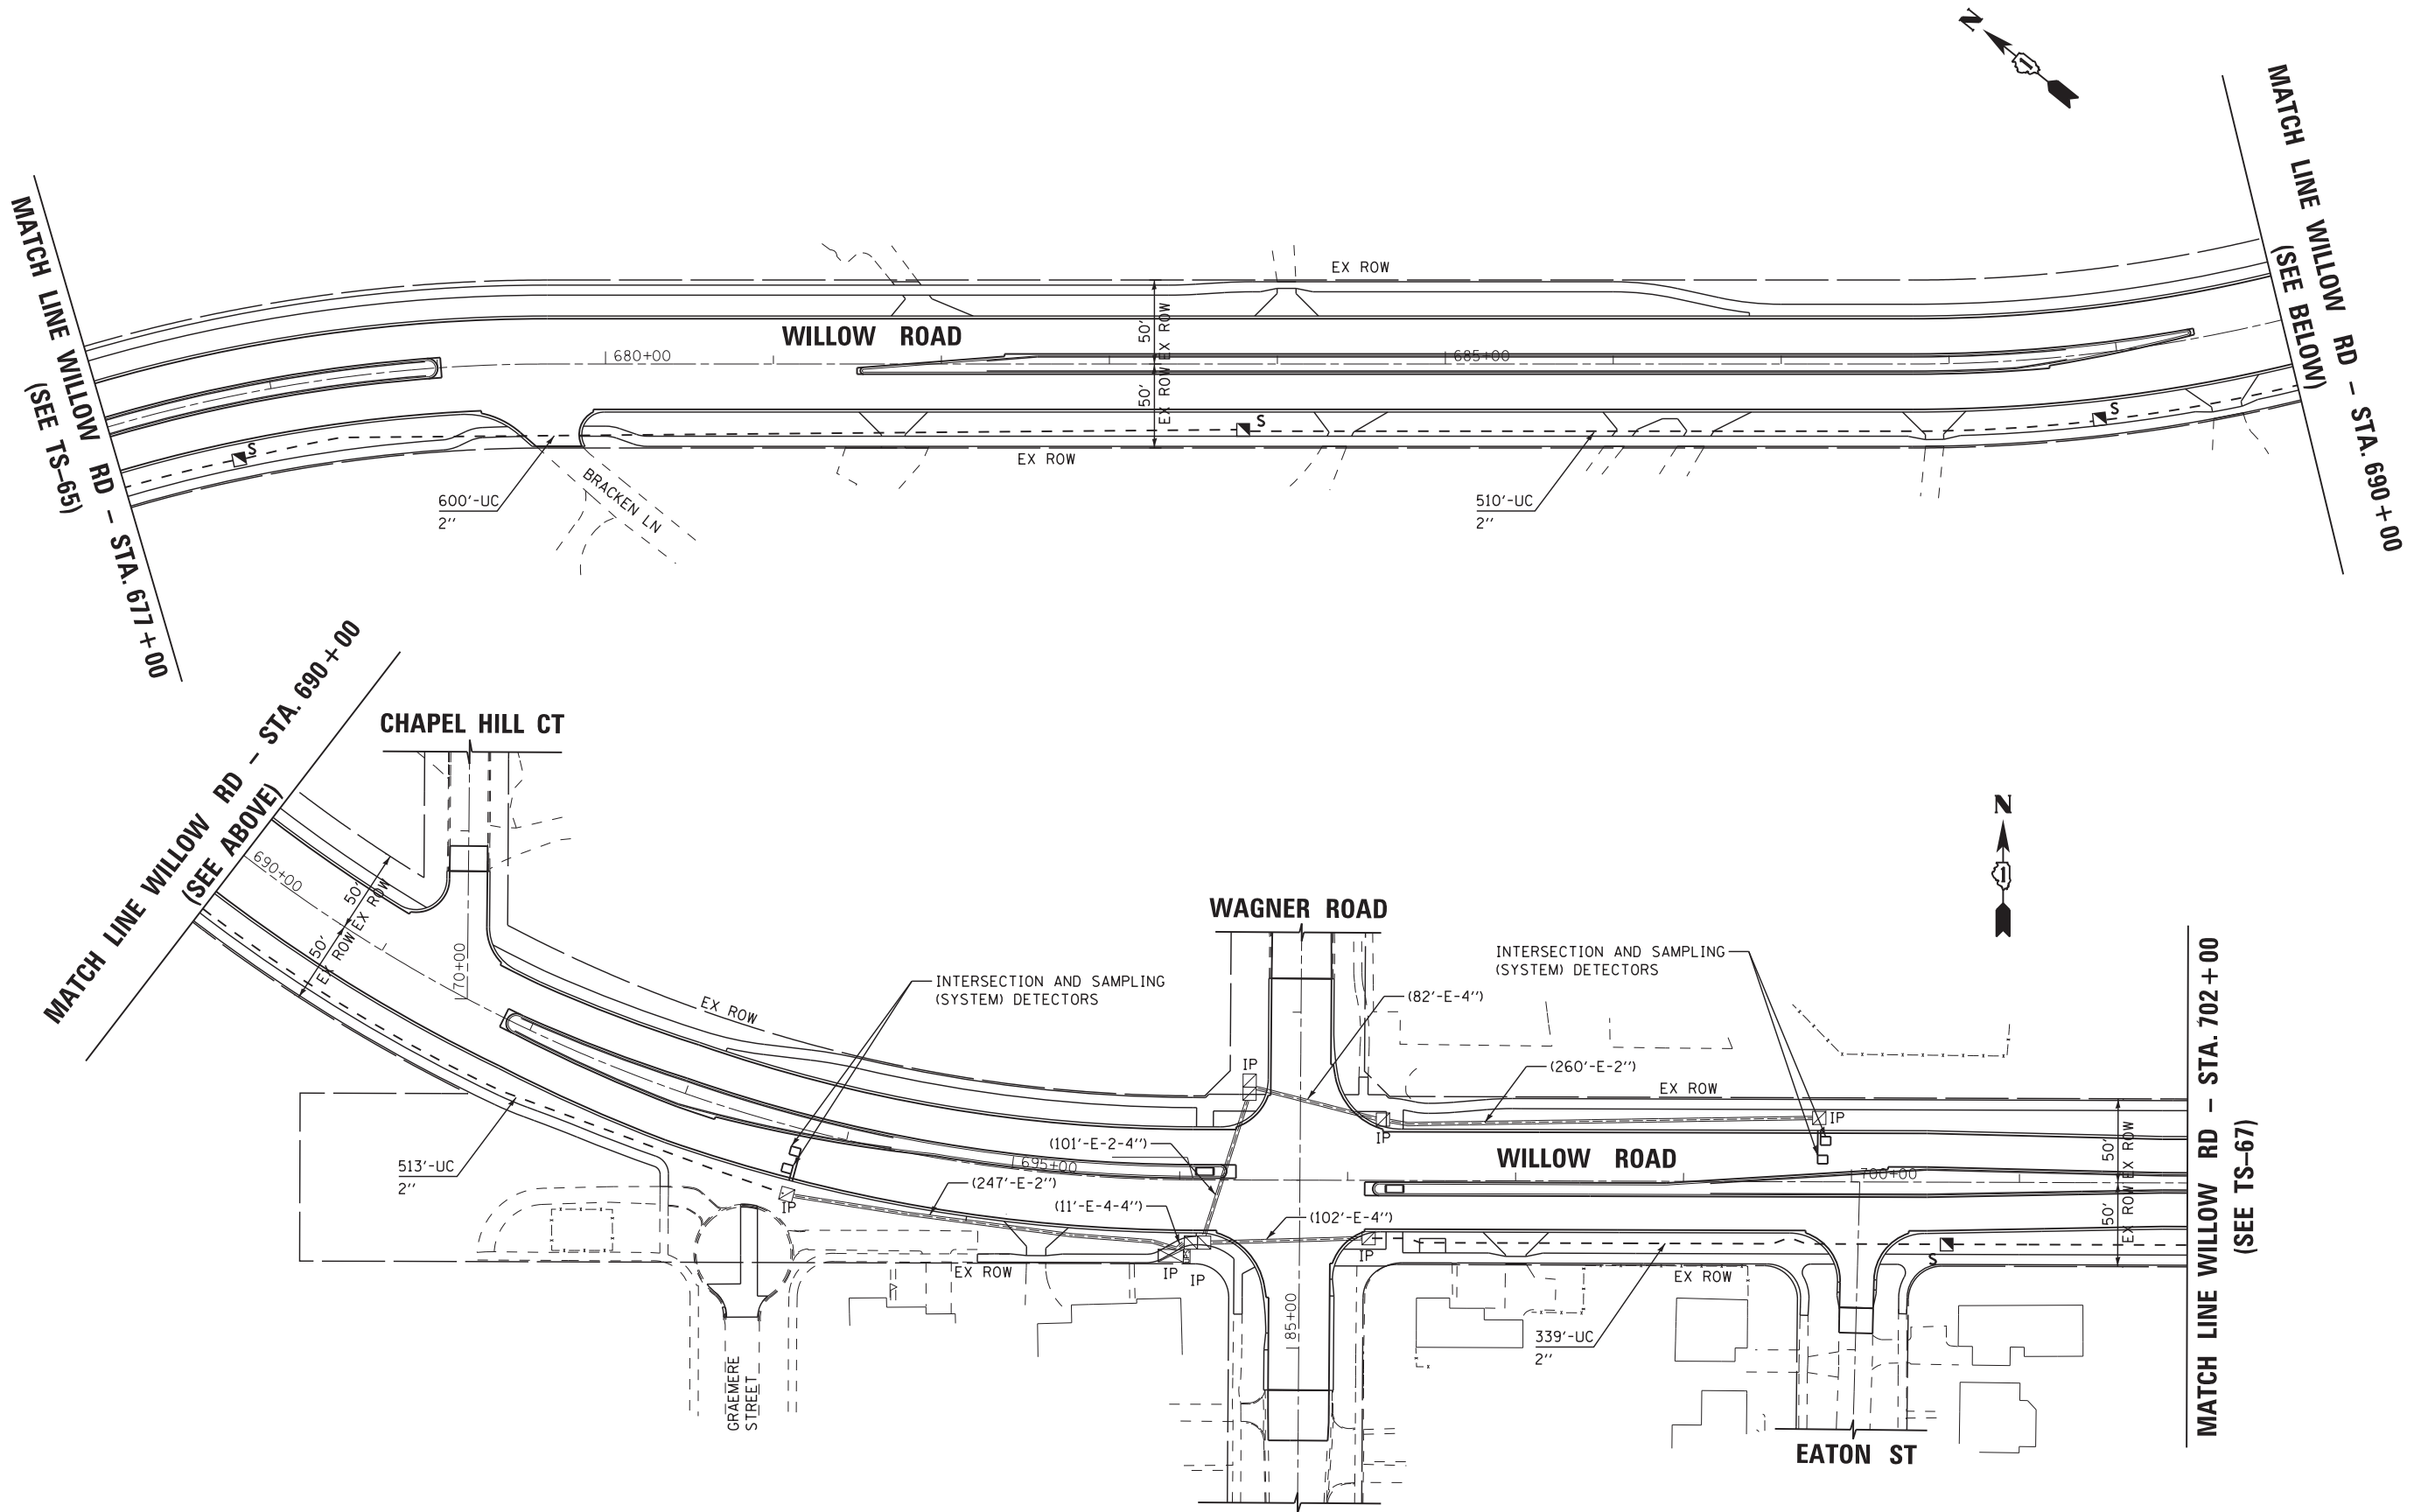 N
1
MATCH LINE WILLOW RD – STA. 677+00
(SEE TS–65)
MATCH LINE WILLOW RD – STA. 690+00
(SEE BELOW)
EX ROW
WILLOW ROAD
680+00
685+00
50'
EX ROW
50'
EX ROW
S
S
S
EX ROW
BRACKEN LN
600'-UC
2''
510'-UC
2''
MATCH LINE WILLOW RD – STA. 690+00
(SEE ABOVE)
CHAPEL HILL CT
690+00
50'
EX ROW
50'
EX ROW
70+00
N
1
WAGNER ROAD
INTERSECTION AND SAMPLING
(SYSTEM) DETECTORS
INTERSECTION AND SAMPLING
(SYSTEM) DETECTORS
EX ROW
(82'-E-4'')
IP
(260'-E-2'')
EX ROW
IP
IP
(101'-E-2-4'')
695+00
WILLOW ROAD
700+00
50'
EX ROW
50'
EX ROW
513'-UC
2''
(247'-E-2'')
IP
(11'-E-4-4'')
(102'-E-4'')
IP
IP
IP
EX ROW
EX ROW
S
85+00
339'-UC
2''
GRAEMERE
STREET
EATON ST
MATCH LINE WILLOW RD – STA. 702+00
(SEE TS–67)